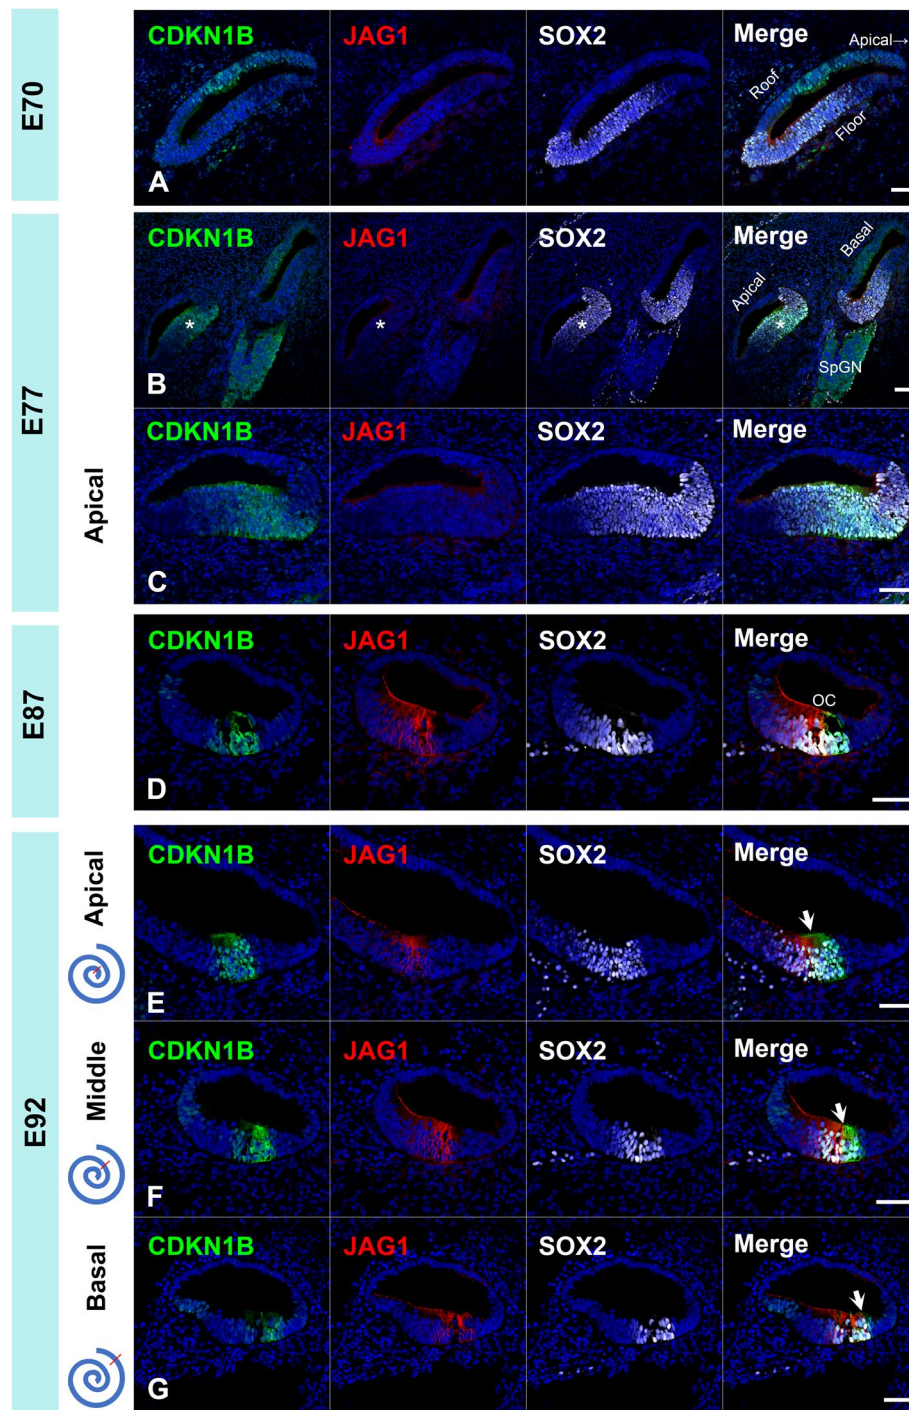 E70
CDKN1B JAG1 SOX2 Merge
Apical→
Roof
Floor
A
E77
CDKN1B JAG1 SOX2 Merge
Basal
Apical
* * * *
SpGN
B
Apical
CDKN1B JAG1 SOX2 Merge
C
E87
CDKN1B JAG1 SOX2 Merge
OC
D
E92
Apical
CDKN1B JAG1 SOX2 Merge
E
Middle
CDKN1B JAG1 SOX2 Merge
F
Basal
CDKN1B JAG1 SOX2 Merge
G